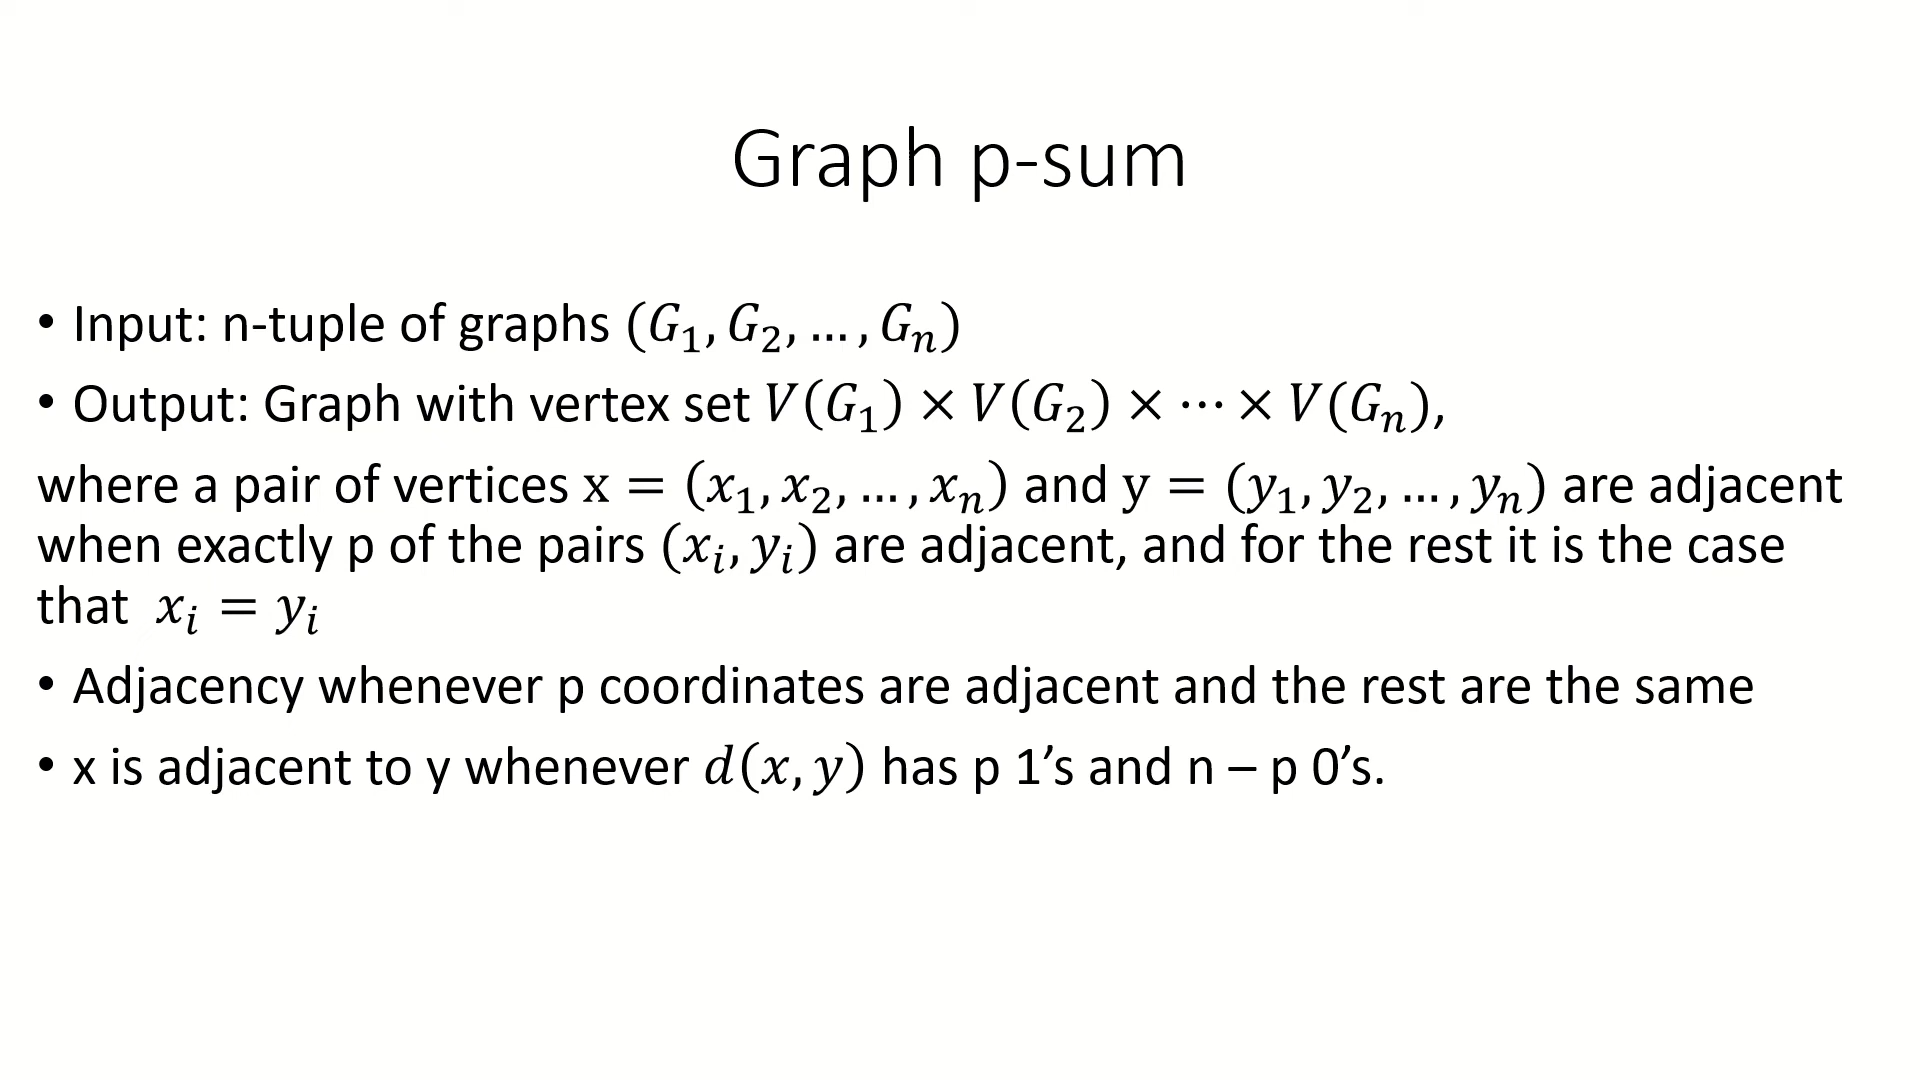 Graph p-sum
• Input: n-tuple of graphs (𝐺₁, 𝐺₂, … , 𝐺ₙ)
• Output: Graph with vertex set 𝑉(𝐺₁) × 𝑉(𝐺₂) × ⋯ × 𝑉(𝐺ₙ),
where a pair of vertices x = (𝑥₁, 𝑥₂, … , 𝑥ₙ) and y = (𝑦₁, 𝑦₂, … , 𝑦ₙ) are adjacent
when exactly p of the pairs (𝑥ᵢ, 𝑦ᵢ) are adjacent, and for the rest it is the case
that 𝑥ᵢ = 𝑦ᵢ
• Adjacency whenever p coordinates are adjacent and the rest are the same
• x is adjacent to y whenever 𝑑(𝑥, 𝑦) has p 1’s and n – p 0’s.